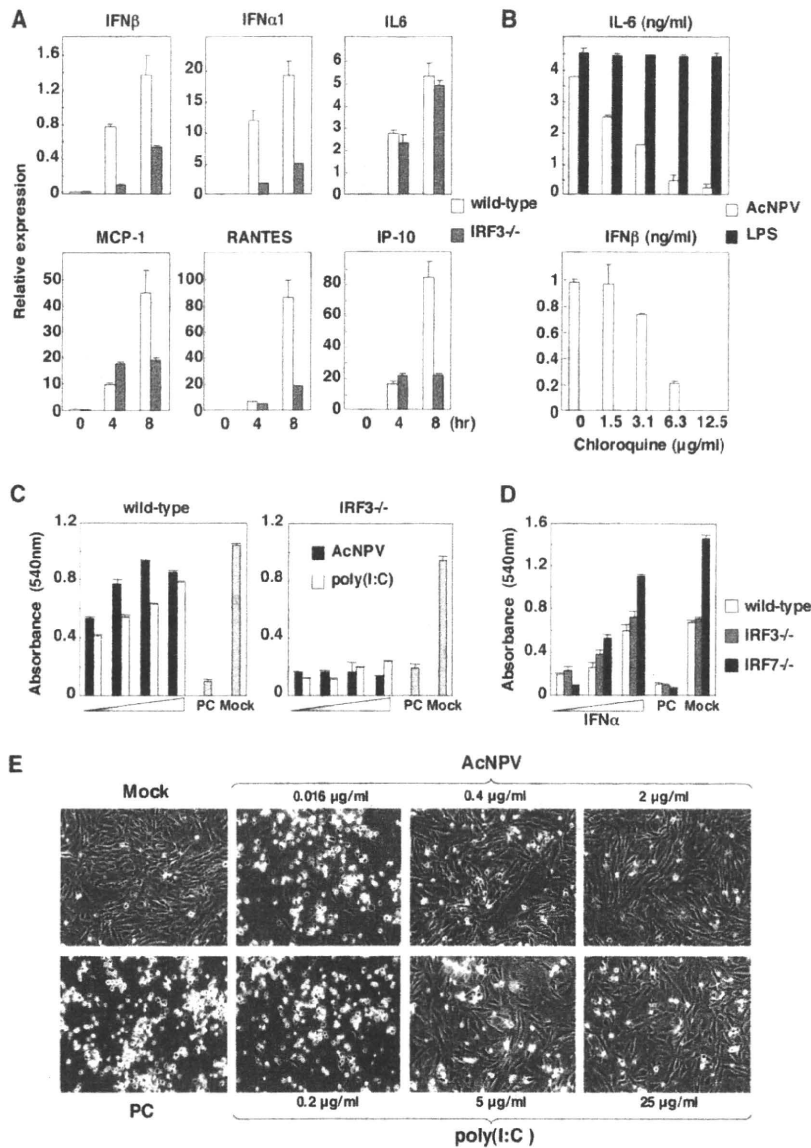 A
IFNβ
IFNα1
IL6
1.6
1.2
0.8
0.4
0
20
15
10
5
0
6
5
4
3
2
1
0
wild-type
IRF3-/-
Relative expression
MCP-1
RANTES
IP-10
50
40
30
20
10
0
100
80
60
40
20
0
80
60
40
20
0
0 4 8
0 4 8
0 4 8 (hr)
B
IL-6 (ng/ml)
4
3
2
1
0
AcNPV
LPS
IFNβ (ng/ml)
1
0.8
0.6
0.4
0.2
0
0 1.5 3.1 6.3 12.5
Chloroquine (µg/ml)
C
wild-type
IRF3-/-
Absorbance (540nm)
1.2
0.8
0.4
0
1.2
0.8
0.4
0
AcNPV
poly(I:C)
PC Mock
PC Mock
D
Absorbance (540nm)
1.6
1.2
0.8
0.4
0
wild-type
IRF3-/-
IRF7-/-
IFNα
PC Mock
E
AcNPV
Mock
0.016 µg/ml
0.4 µg/ml
2 µg/ml
PC
0.2 µg/ml
5 µg/ml
25 µg/ml
poly(I:C )